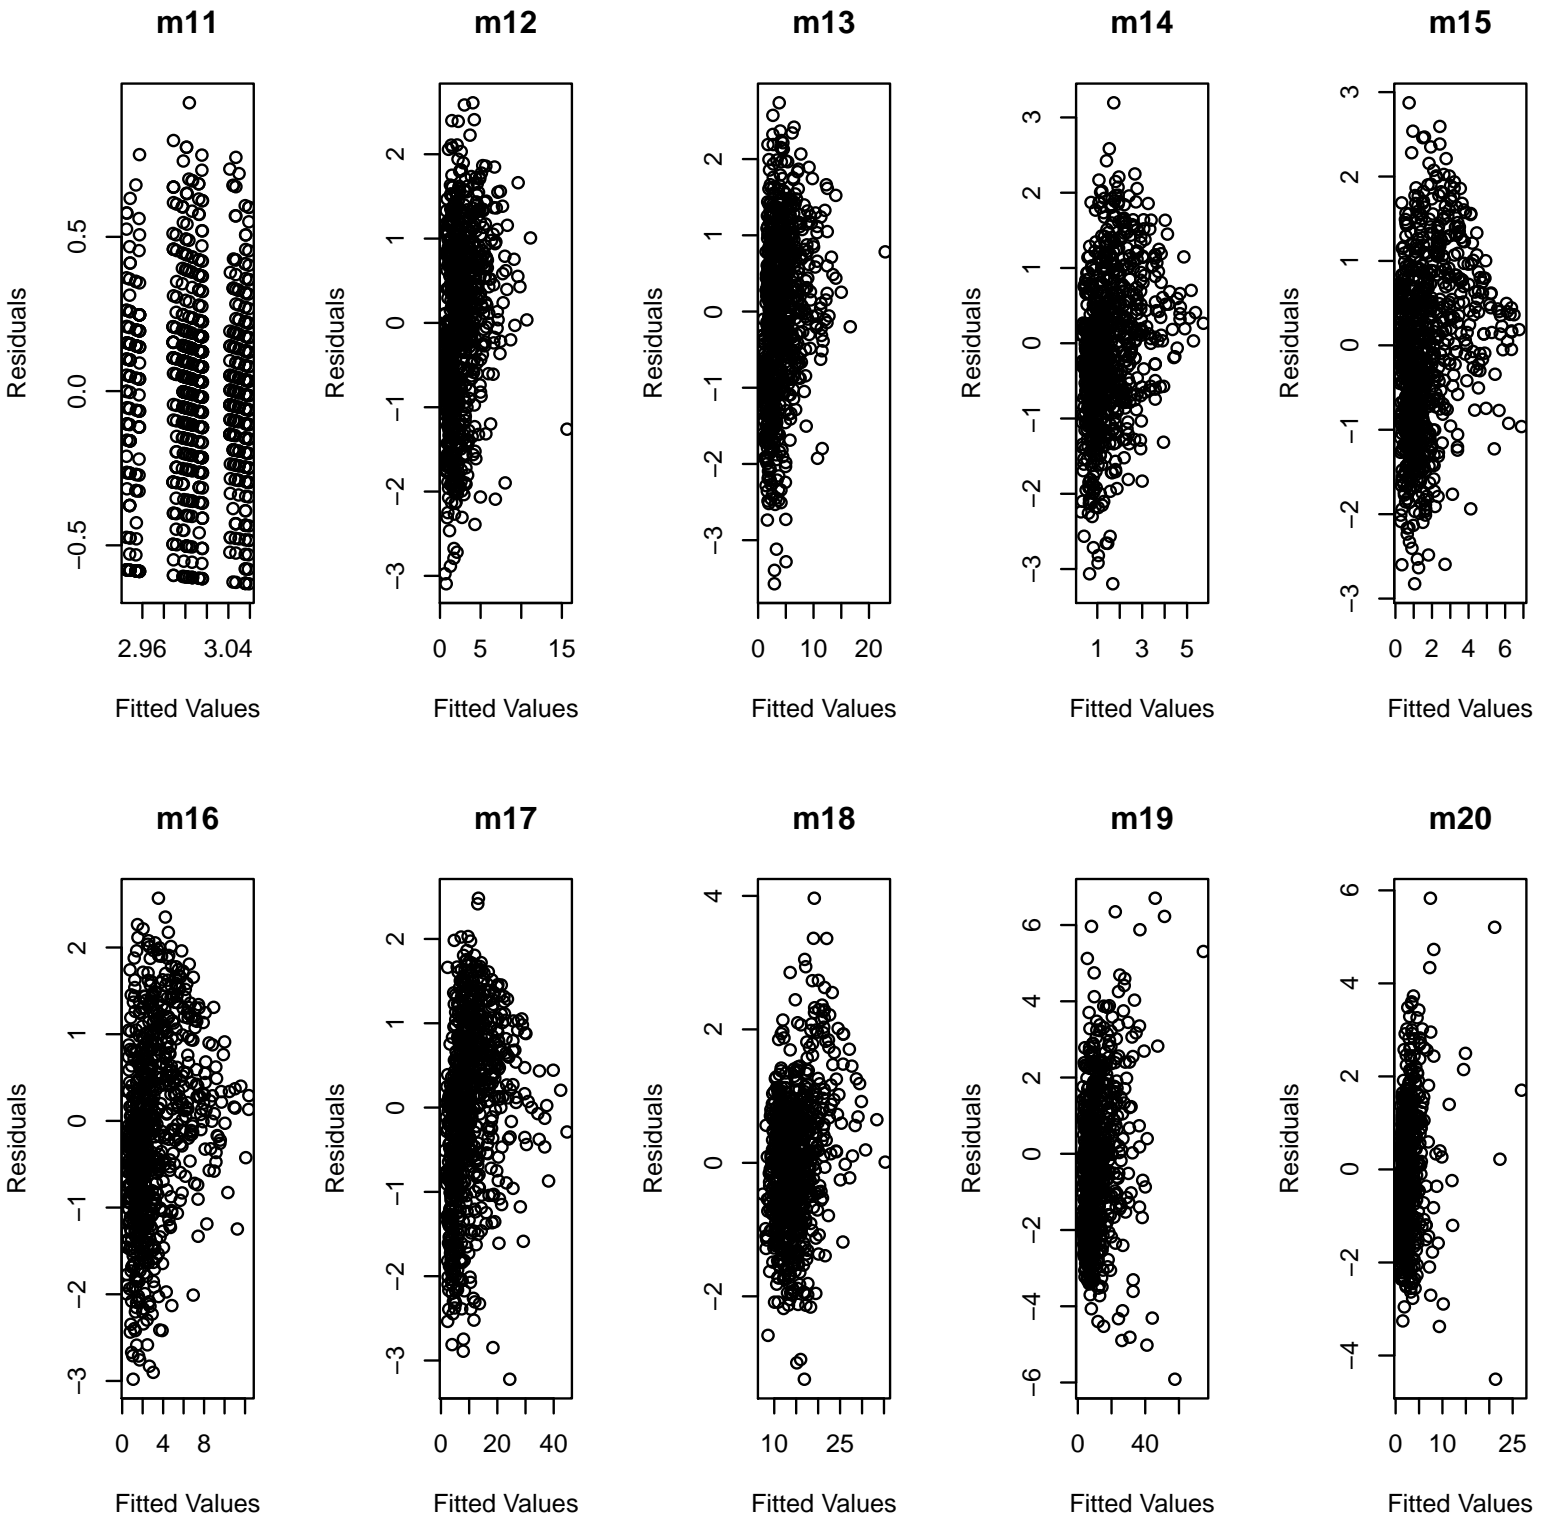 m11 m12 m13 m14 m15
Residuals Residuals Residuals Residuals Residuals
−0.5 0.0 0.5
−3 −2 −1 0 1 2
−3 −2 −1 0 1 2
−3 −2 −1 0 1 2 3
−3 −2 −1 0 1 2 3
2.96 3.04 0 5 15 0 10 20 1 3 5 0 2 4 6
Fitted Values Fitted Values Fitted Values Fitted Values Fitted Values
m16 m17 m18 m19 m20
Residuals Residuals Residuals Residuals Residuals
−3 −2 −1 0 1 2
−3 −2 −1 0 1 2
−2 0 2 4
−6 −4 −2 0 2 4 6
−4 −2 0 2 4 6
0 4 8 0 20 40 10 25 0 40 0 10 25
Fitted Values Fitted Values Fitted Values Fitted Values Fitted Values